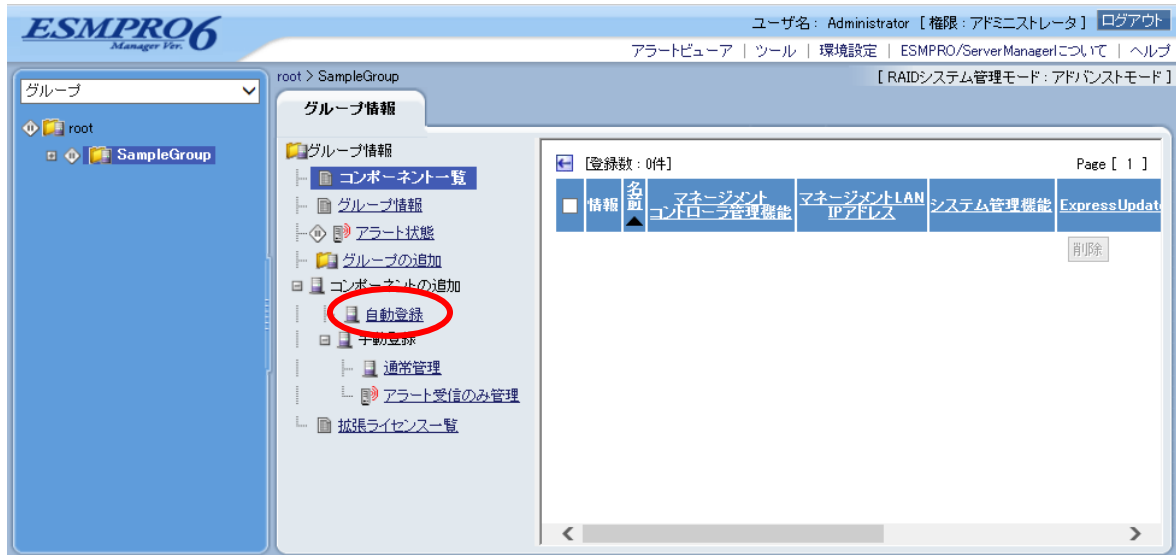 ESMPRO6
Manager Ver.
ユーザ名： Administrator [ 権限：アドミニストレータ ] ログアウト
アラートビューア | ツール | 環境設定 | ESMPRO/ServerManagerについて | ヘルプ
グループ
root
SampleGroup
root > SampleGroup
[ RAIDシステム管理モード：アドバンストモード ]
グループ情報
グループ情報
コンポーネント一覧
グループ情報
アラート状態
グループの追加
コンポーネントの追加
自動登録
手動登録
通常管理
アラート受信のみ管理
拡張ライセンス一覧
[登録数：0件]
Page [ 1 ]
情報 名前 マネージメントコントローラ管理機能 マネージメントLAN IPアドレス システム管理機能 ExpressUpdate
削除